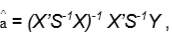 â = (X’S⁻¹X)⁻¹ X’S⁻¹Y ,